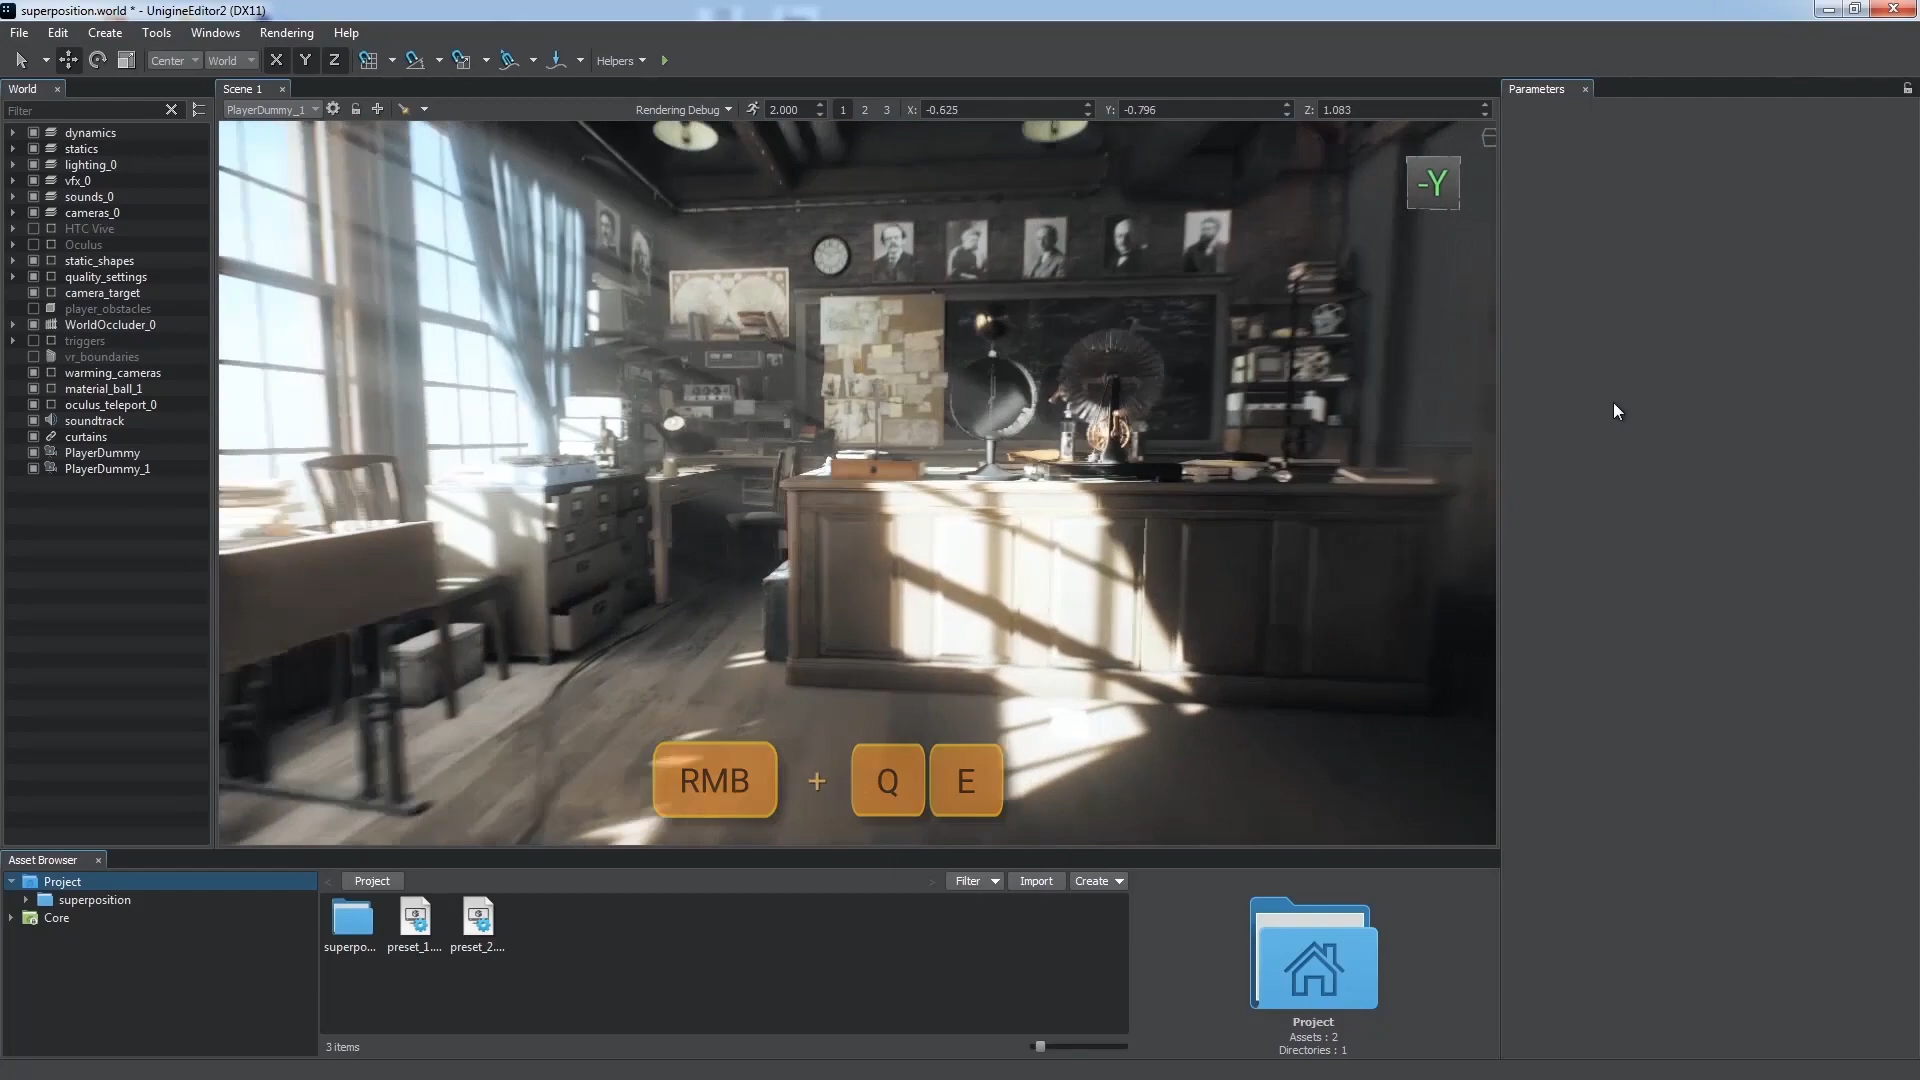 superposition.world * - UnigineEditor2 (DX11)
File Edit Create Tools Windows Rendering Help
Center World X Y Z Helpers
World
Scene 1
Parameters
Filter
PlayerDummy_1
Rendering Debug 2.000 1 2 3 X: -0.625 Y: -0.796 Z: 1.083
dynamics
statics
lighting_0
vfx_0
sounds_0
cameras_0
HTC Vive
Oculus
static_shapes
quality_settings
camera_target
player_obstacles
WorldOccluder_0
triggers
vr_boundaries
warming_cameras
material_ball_1
oculus_teleport_0
soundtrack
curtains
PlayerDummy
PlayerDummy_1
-Y
RMB + Q E
Asset Browser
Project
superposition
Core
< Project > Filter Import Create
superpo...
preset_1....
preset_2....
3 items
Project
Assets : 2
Directories : 1